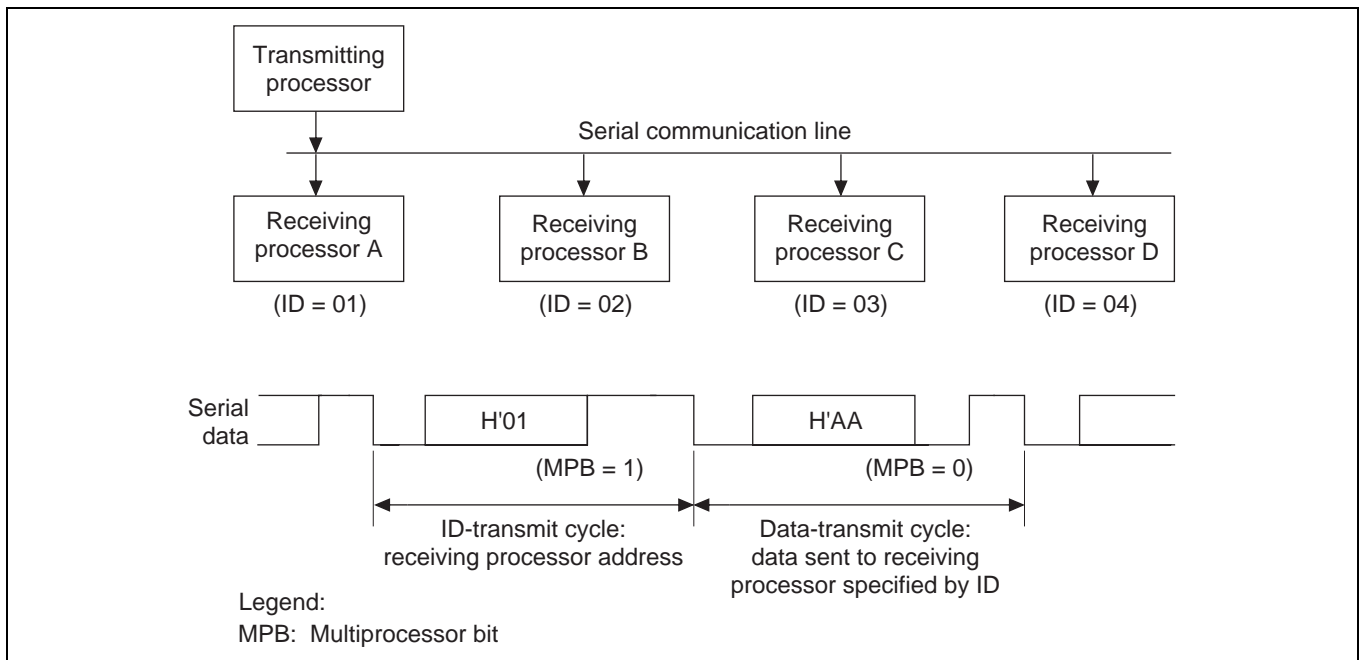 Transmitting
processor
Serial communication line
Receiving
processor A
Receiving
processor B
Receiving
processor C
Receiving
processor D
(ID = 01)
(ID = 02)
(ID = 03)
(ID = 04)
Serial
data
H'01
H'AA
(MPB = 1)
(MPB = 0)
ID-transmit cycle:
receiving processor address
Data-transmit cycle:
data sent to receiving
processor specified by ID
Legend:
MPB: Multiprocessor bit